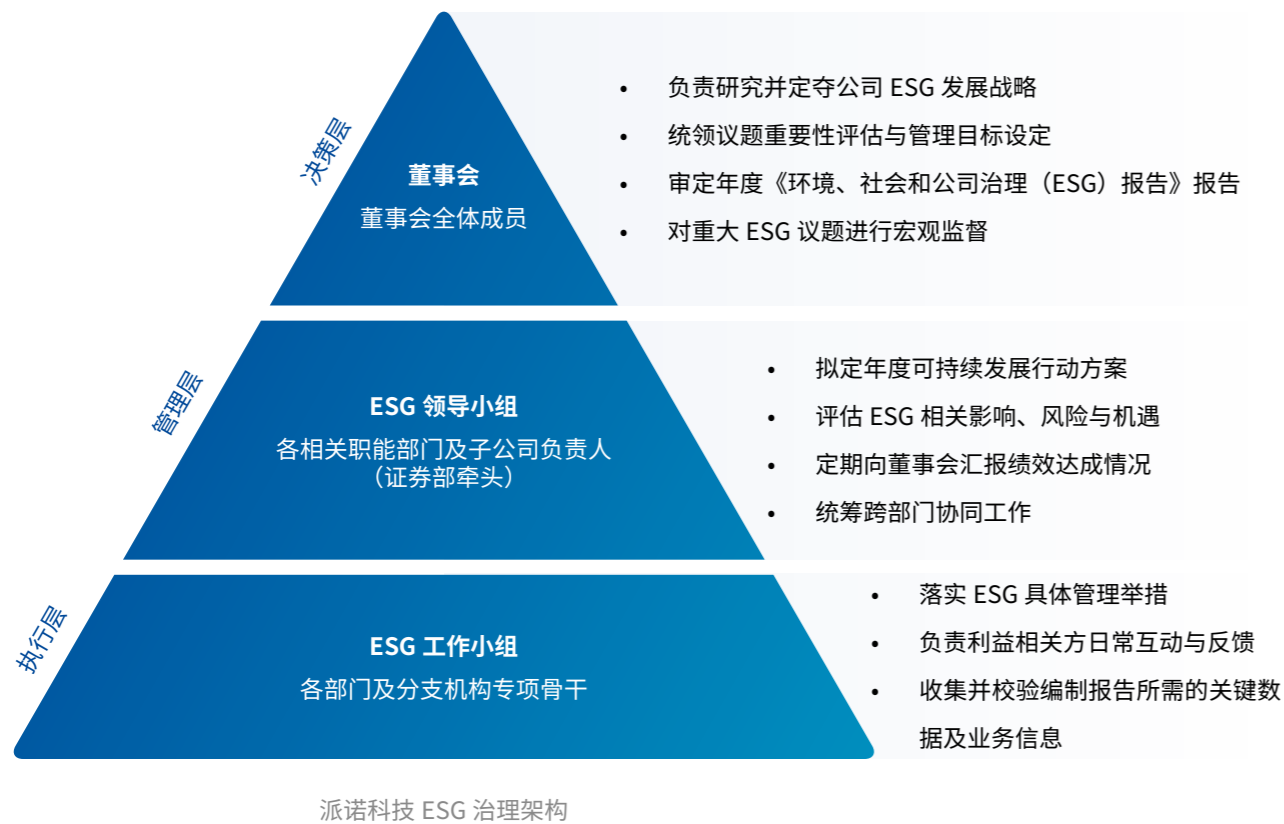 决策层
董事会
董事会全体成员
• 负责研究并定夺公司 ESG 发展战略
• 统领议题重要性评估与管理目标设定
• 审定年度《环境、社会和公司治理（ESG）报告》报告
• 对重大 ESG 议题进行宏观监督
管理层
ESG 领导小组
各相关职能部门及子公司负责人
（证券部牵头）
• 拟定年度可持续发展行动方案
• 评估 ESG 相关影响、风险与机遇
• 定期向董事会汇报绩效达成情况
• 统筹跨部门协同工作
执行层
ESG 工作小组
各部门及分支机构专项骨干
• 落实 ESG 具体管理举措
• 负责利益相关方日常互动与反馈
• 收集并校验编制报告所需的关键数
据及业务信息
派诺科技 ESG 治理架构